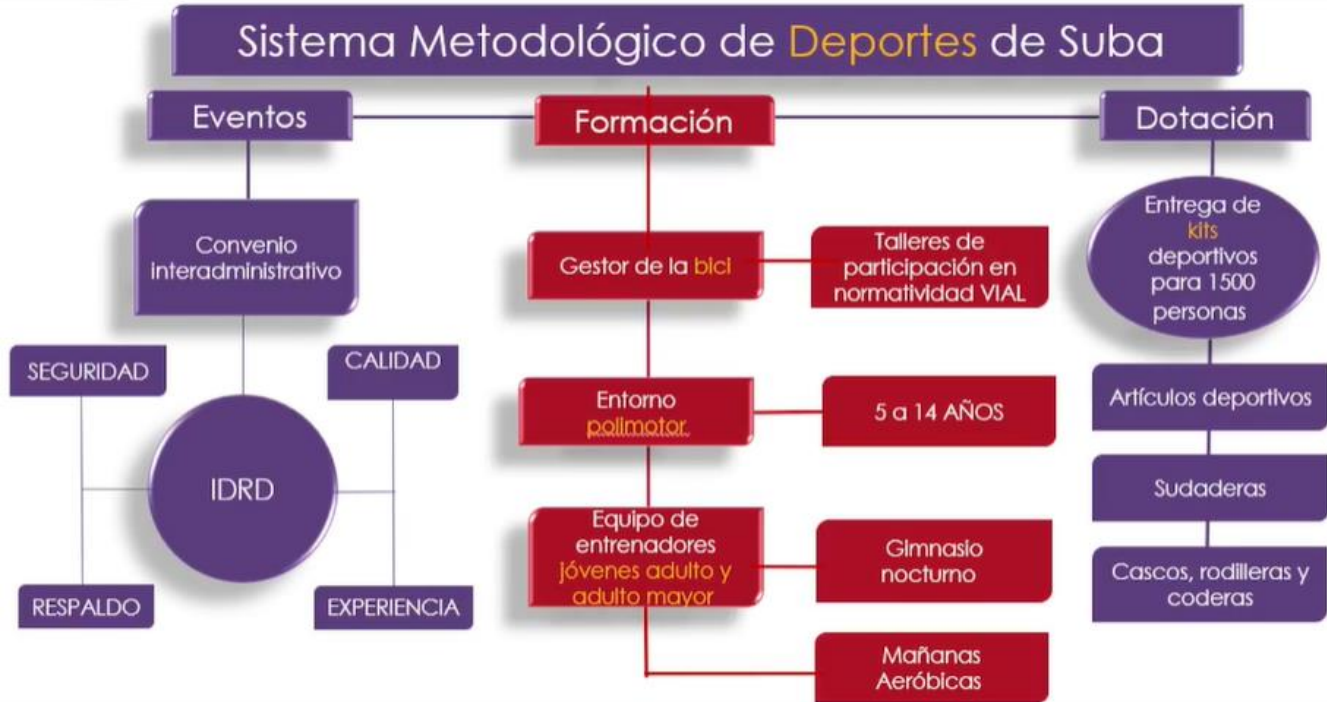 Sistema Metodológico de Deportes de Suba
Eventos
Formación
Dotación
Convenio
interadministrativo
SEGURIDAD
CALIDAD
IDRD
RESPALDO
EXPERIENCIA
Gestor de la bici
Talleres de
participación en
normatividad VIAL
Entorno
polimotor
5 a 14 AÑOS
Equipo de
entrenadores
jóvenes adulto y
adulto mayor
Gimnasio
nocturno
Mañanas
Aeróbicas
Entrega de
kits
deportivos
para 1500
personas
Artículos deportivos
Sudaderas
Cascos, rodilleras y
coderas